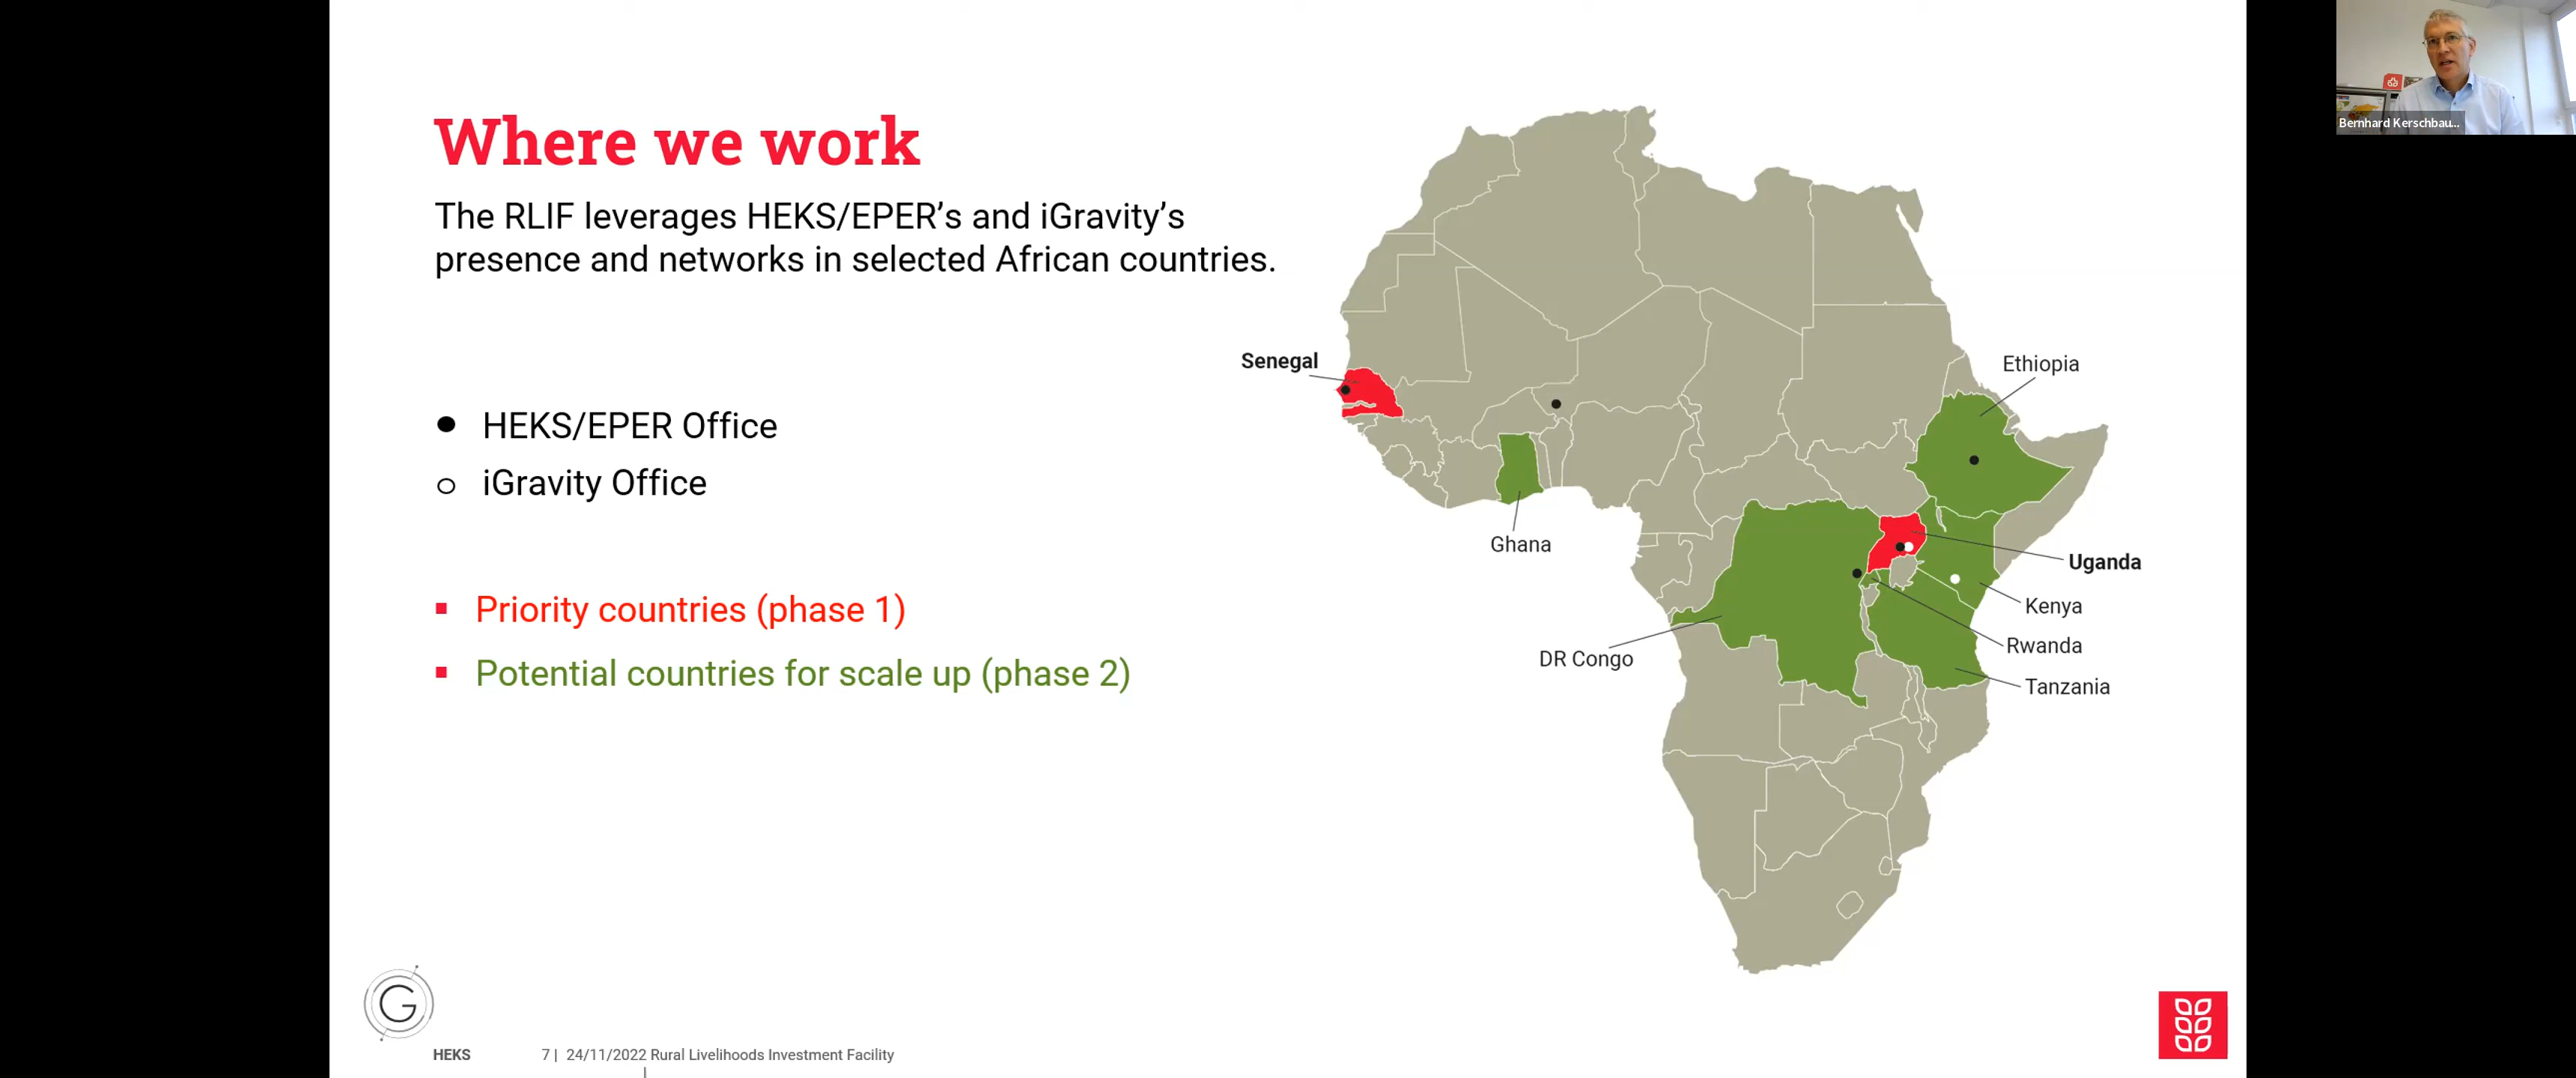 Bernhard Kerschbau...
Where we work
The RLIF leverages HEKS/EPER’s and iGravity’s
presence and networks in selected African countries.
HEKS/EPER Office
iGravity Office
Priority countries (phase 1)
Potential countries for scale up (phase 2)
Senegal
Ethiopia
Ghana
Uganda
Kenya
Rwanda
DR Congo
Tanzania
G
HEKS 7 | 24/11/2022 Rural Livelihoods Investment Facility
|